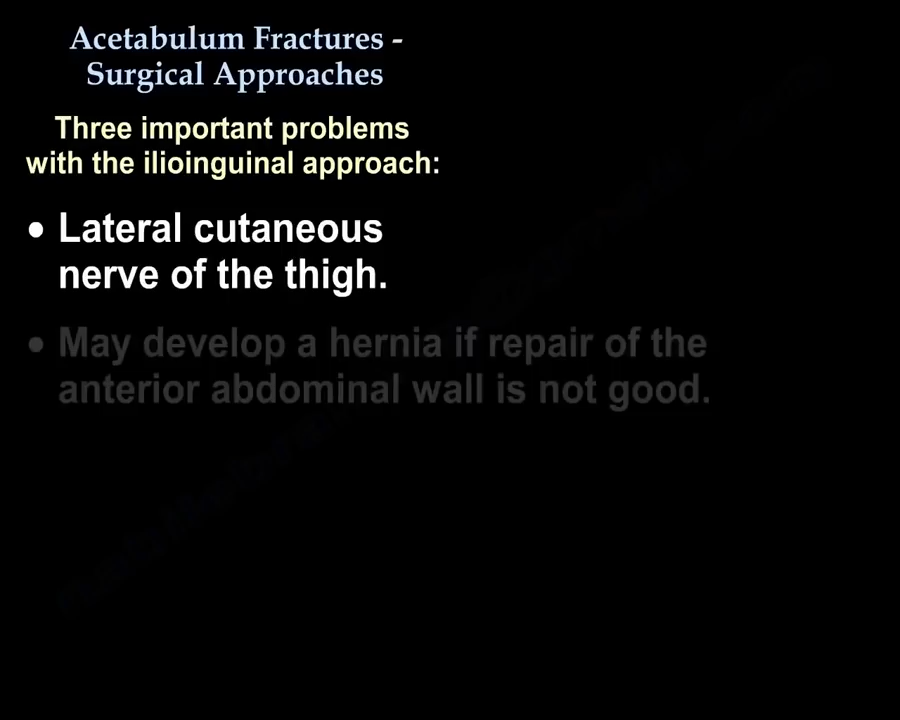 Acetabulum Fractures -
Surgical Approaches
Three important problems
with the ilioinguinal approach:
• Lateral cutaneous
nerve of the thigh.
• May develop a hernia if repair of the
anterior abdominal wall is not good.